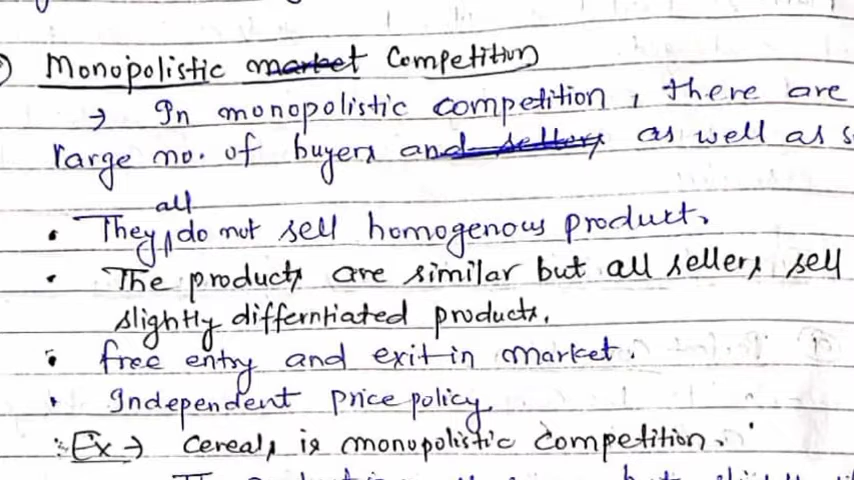 Monopolistic market Competition
→ In monopolistic competition, there are
large no. of buyers and sellers as well as s
all
They do not sell homogenous product.
The products are similar but all sellers sell
slightly differntiated products.
free entry and exit in market.
Independent price policy
Ex → cereals is monopolistic competition.